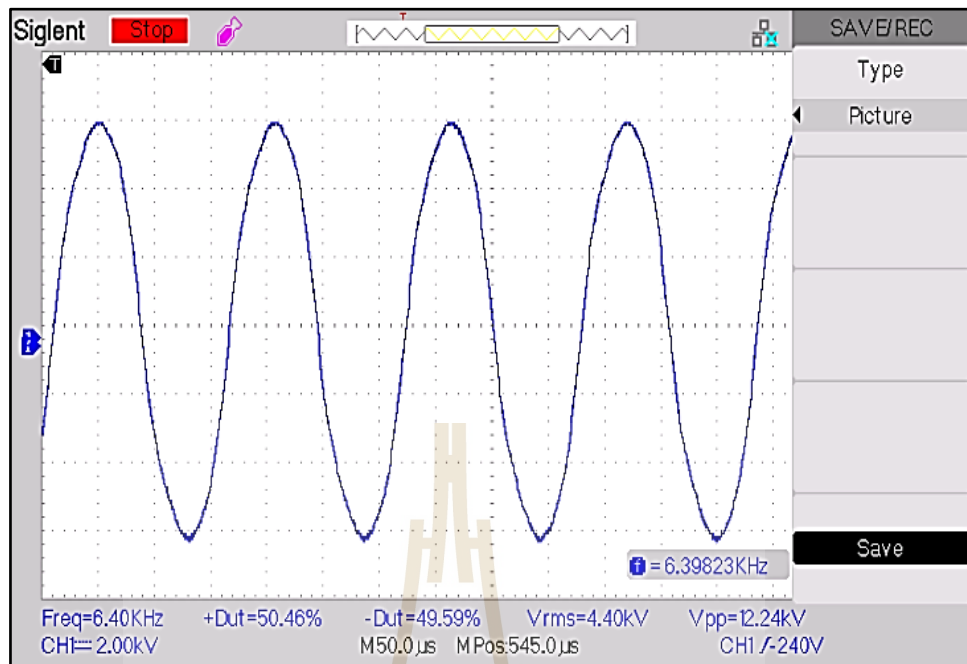 Siglent Stop T SAVE/REC
T
Type
Picture
Save
f = 6.39823KHz
Freq=6.40KHz +Dut=50.46% -Dut=49.59% Vrms=4.40kV Vpp=12.24kV
CH1 2.00kV M50.0µs M Pos:545.0µs CH1 /-240V